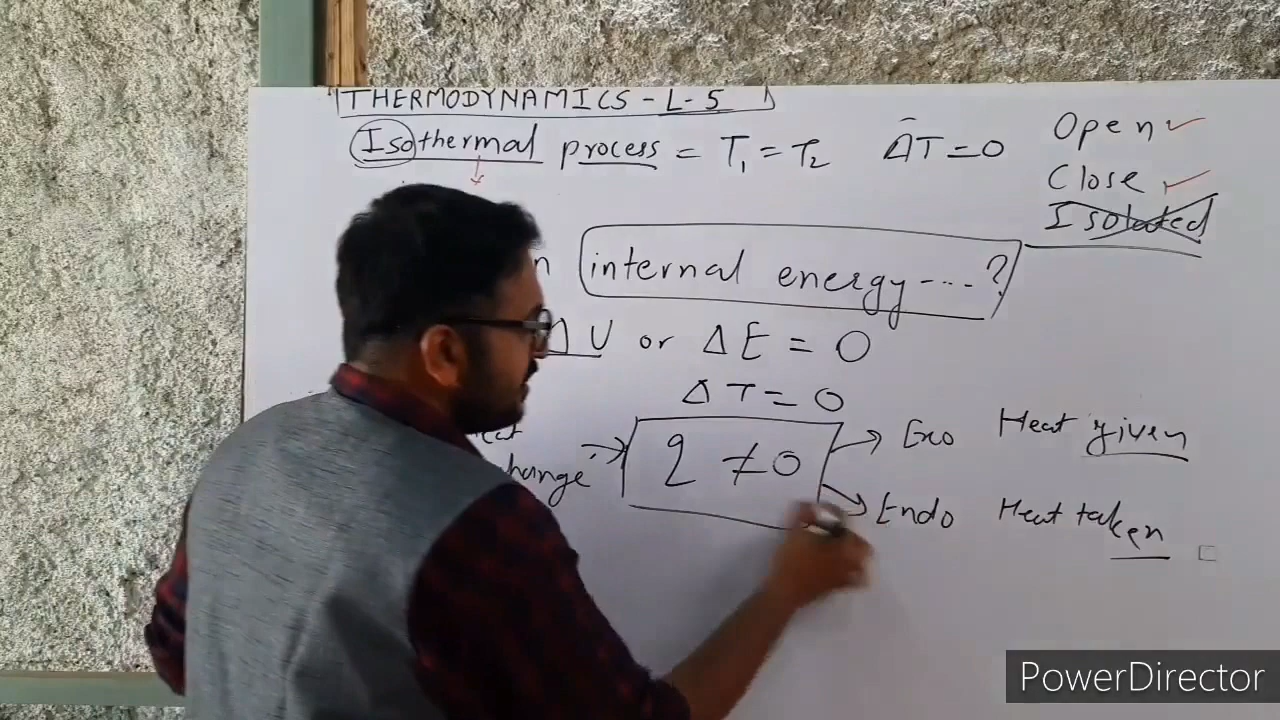 THERMODYNAMICS - L-5
Isothermal process = T₁ = T₂ ΔT = 0
Open ✓
Close ✓
Isolated
internal energy---.?
ΔU or ΔE = 0
ΔT = 0
q ≠ 0
Exo Heat given
Endo Heat taken
PowerDirector